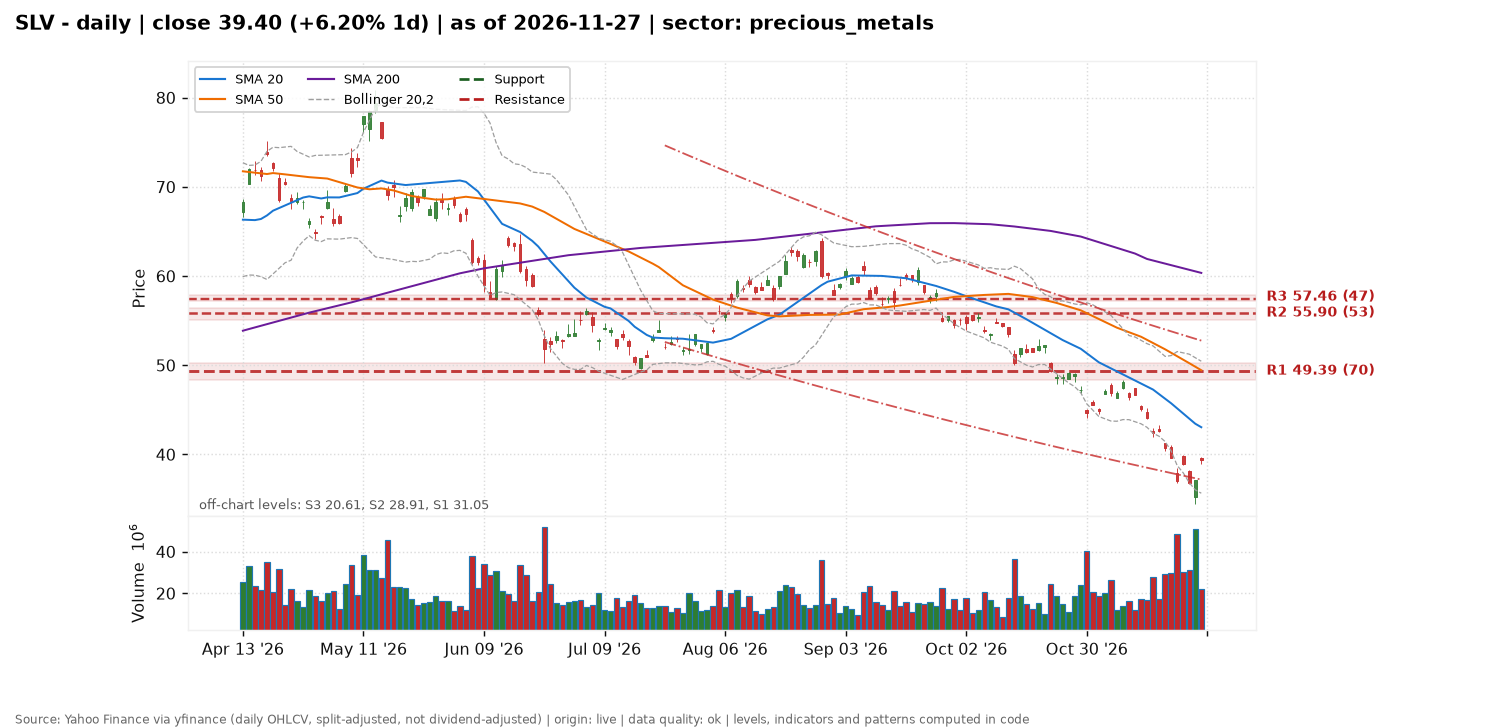 SLV - daily | close 39.40 (+6.20% 1d) | as of 2026-11-27 | sector: precious_metals
SMA 20
SMA 50
SMA 200
Bollinger 20,2
Support
Resistance
Price
80
70
60
50
40
R3 57.46 (47)
R2 55.90 (53)
R1 49.39 (70)
off-chart levels: S3 20.61, S2 28.91, S1 31.05
Volume 10⁶
40
20
Apr 13 '26
May 11 '26
Jun 09 '26
Jul 09 '26
Aug 06 '26
Sep 03 '26
Oct 02 '26
Oct 30 '26
Source: Yahoo Finance via yfinance (daily OHLCV, split-adjusted, not dividend-adjusted) | origin: live | data quality: ok | levels, indicators and patterns computed in code